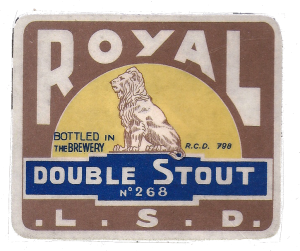 ROYAL
BOTTLED IN
THE BREWERY
R.C.D. 798
DOUBLE STOUT
Nº 268
. L . S . D .